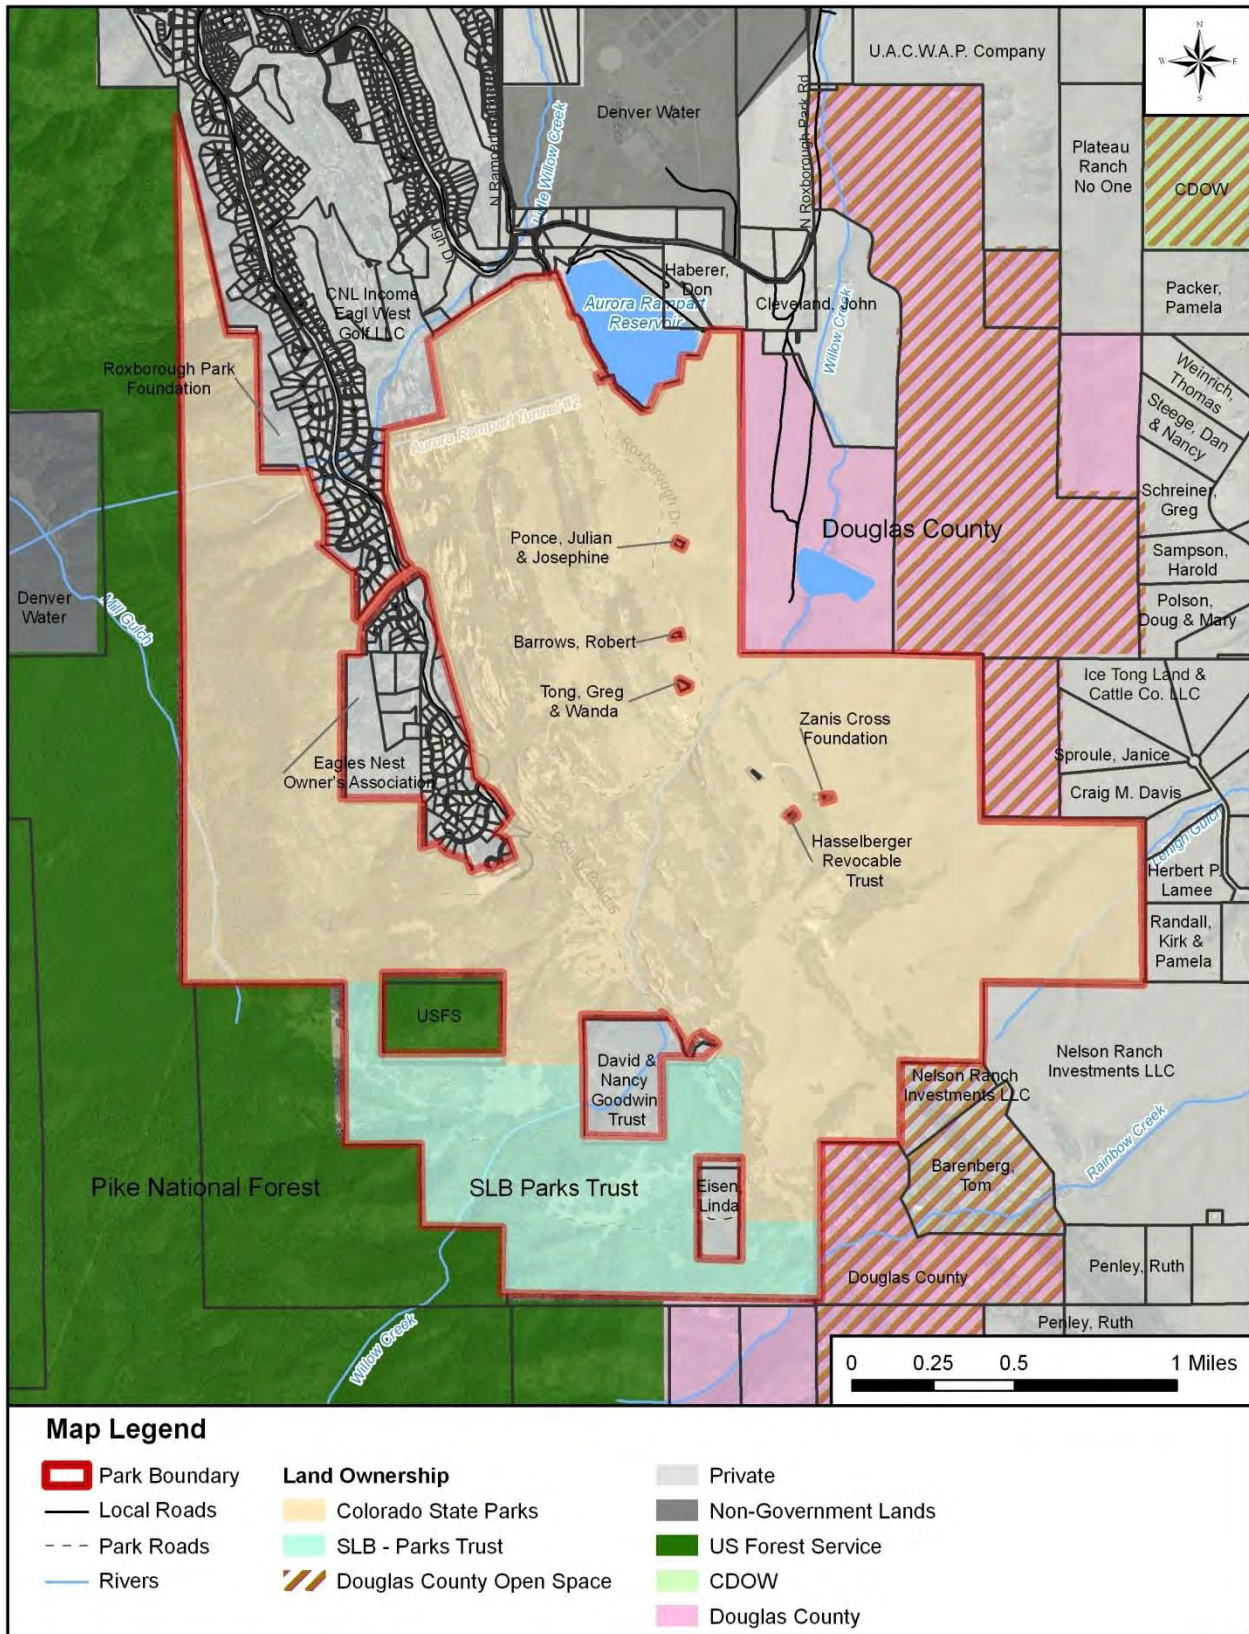 N
W
E
S
U.A.C.W.A.P. Company
Denver Water
N Roxborough Park Rd
Willow Creek
Plateau
Ranch
No One
CDOW
Haberer,
Don
Cleveland, John
Packer,
Pamela
Aurora Rampart
Reservoir
CNL Income
Eagl West
Golf LLC
Willow Creek
Roxborough Park
Foundation
Weinrich,
Thomas
Steege, Dan
& Nancy
Aurora Rampart Tunnel #2
Roxborough Dr
Schreiner,
Greg
Ponce, Julian
& Josephine
Douglas County
Sampson,
Harold
Denver
Water
Mill Gulch
Polson,
Doug & Mary
Barrows, Robert
Tong, Greg
& Wanda
Ice Tong Land &
Cattle Co. LLC
Zanis Cross
Foundation
Eagles Nest
Owner's Association
Sproule, Janice
Craig M. Davis
Hasselberger
Revocable
Trust
Lehigh Gulch
Herbert P.
Lamee
Randall,
Kirk &
Pamela
USFS
David &
Nancy
Goodwin
Trust
Nelson Ranch
Investments LLC
Nelson Ranch
Investments LLC
Rainbow Creek
Barenberg,
Tom
Pike National Forest
SLB Parks Trust
Eisen,
Linda
Douglas County
Penley, Ruth
Willow Creek
Penley, Ruth
0 0.25 0.5 1 Miles
Map Legend
Park Boundary
Local Roads
Park Roads
Rivers
Land Ownership
Colorado State Parks
SLB - Parks Trust
Douglas County Open Space
Private
Non-Government Lands
US Forest Service
CDOW
Douglas County